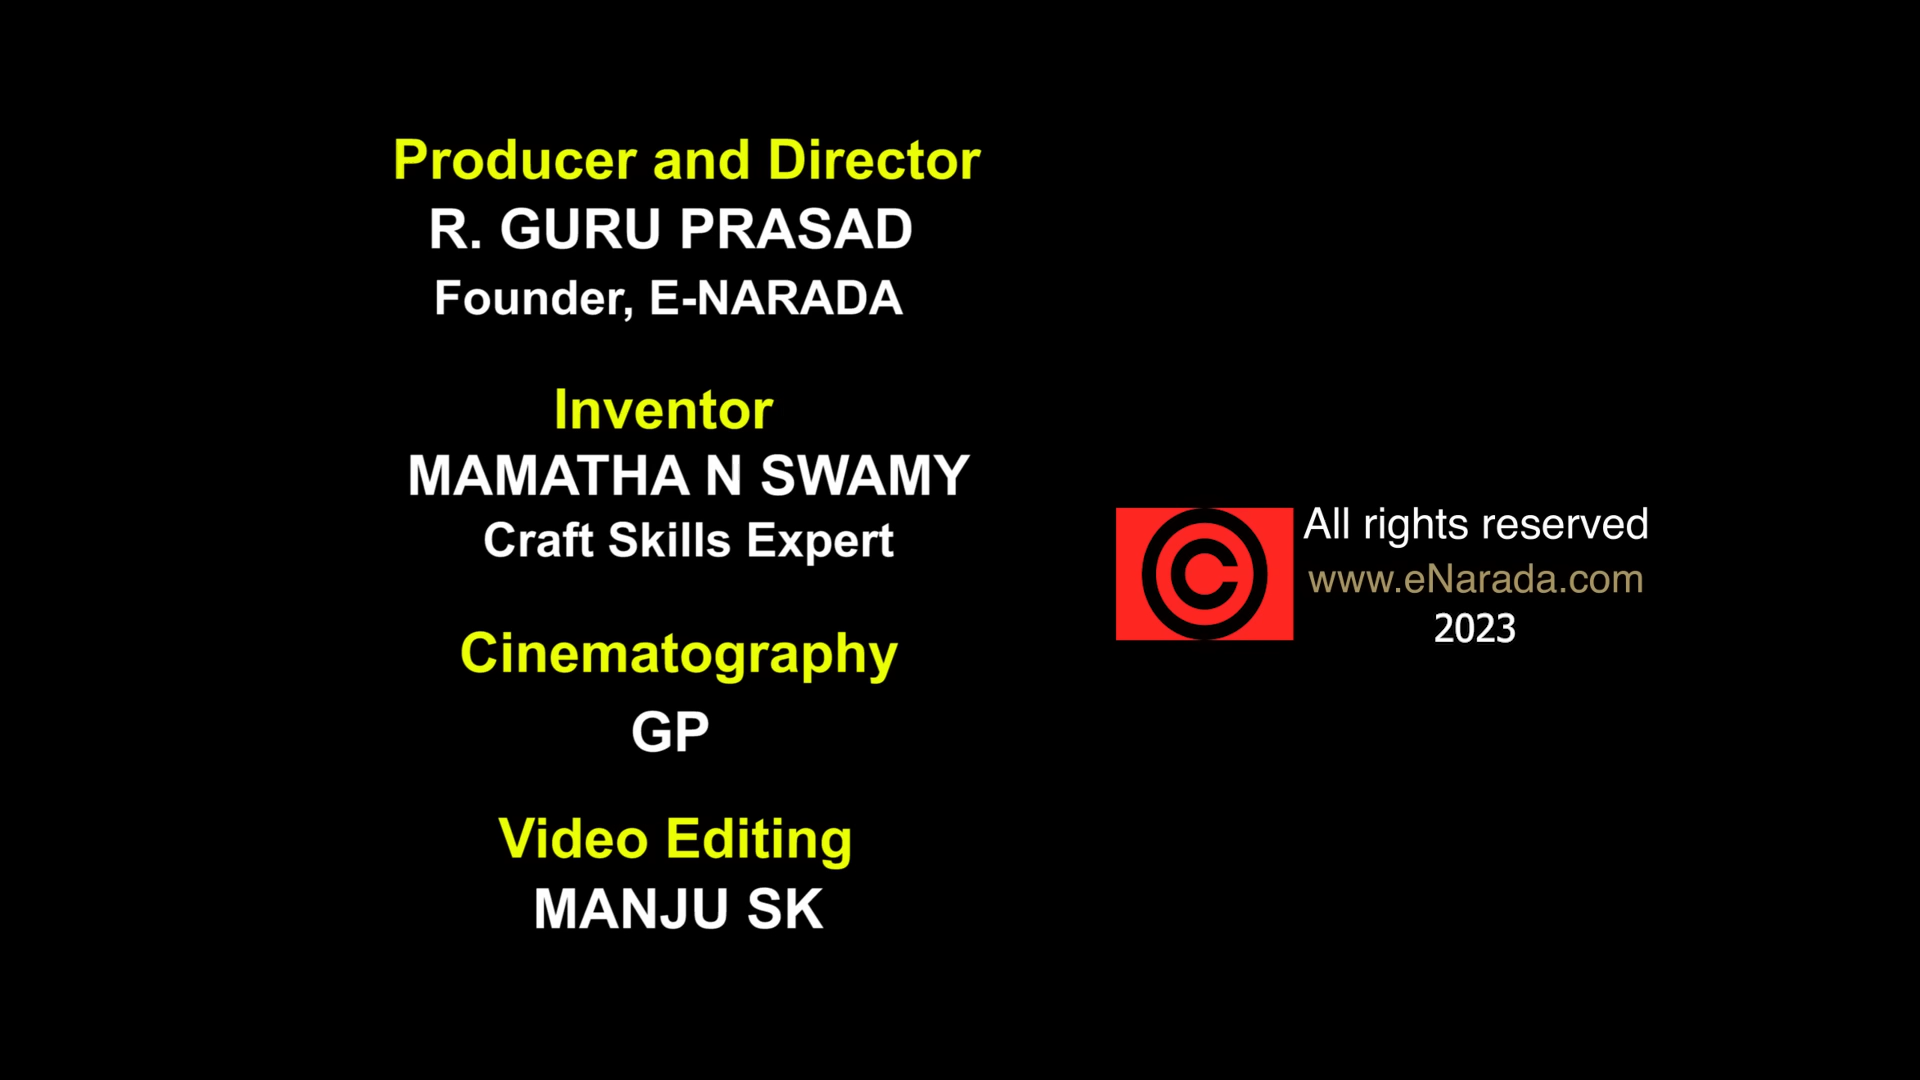 Producer and Director
R. GURU PRASAD
Founder, E-NARADA
Inventor
MAMATHA N SWAMY
Craft Skills Expert
Cinematography
GP
Video Editing
MANJU SK
©
All rights reserved
www.eNarada.com
2023